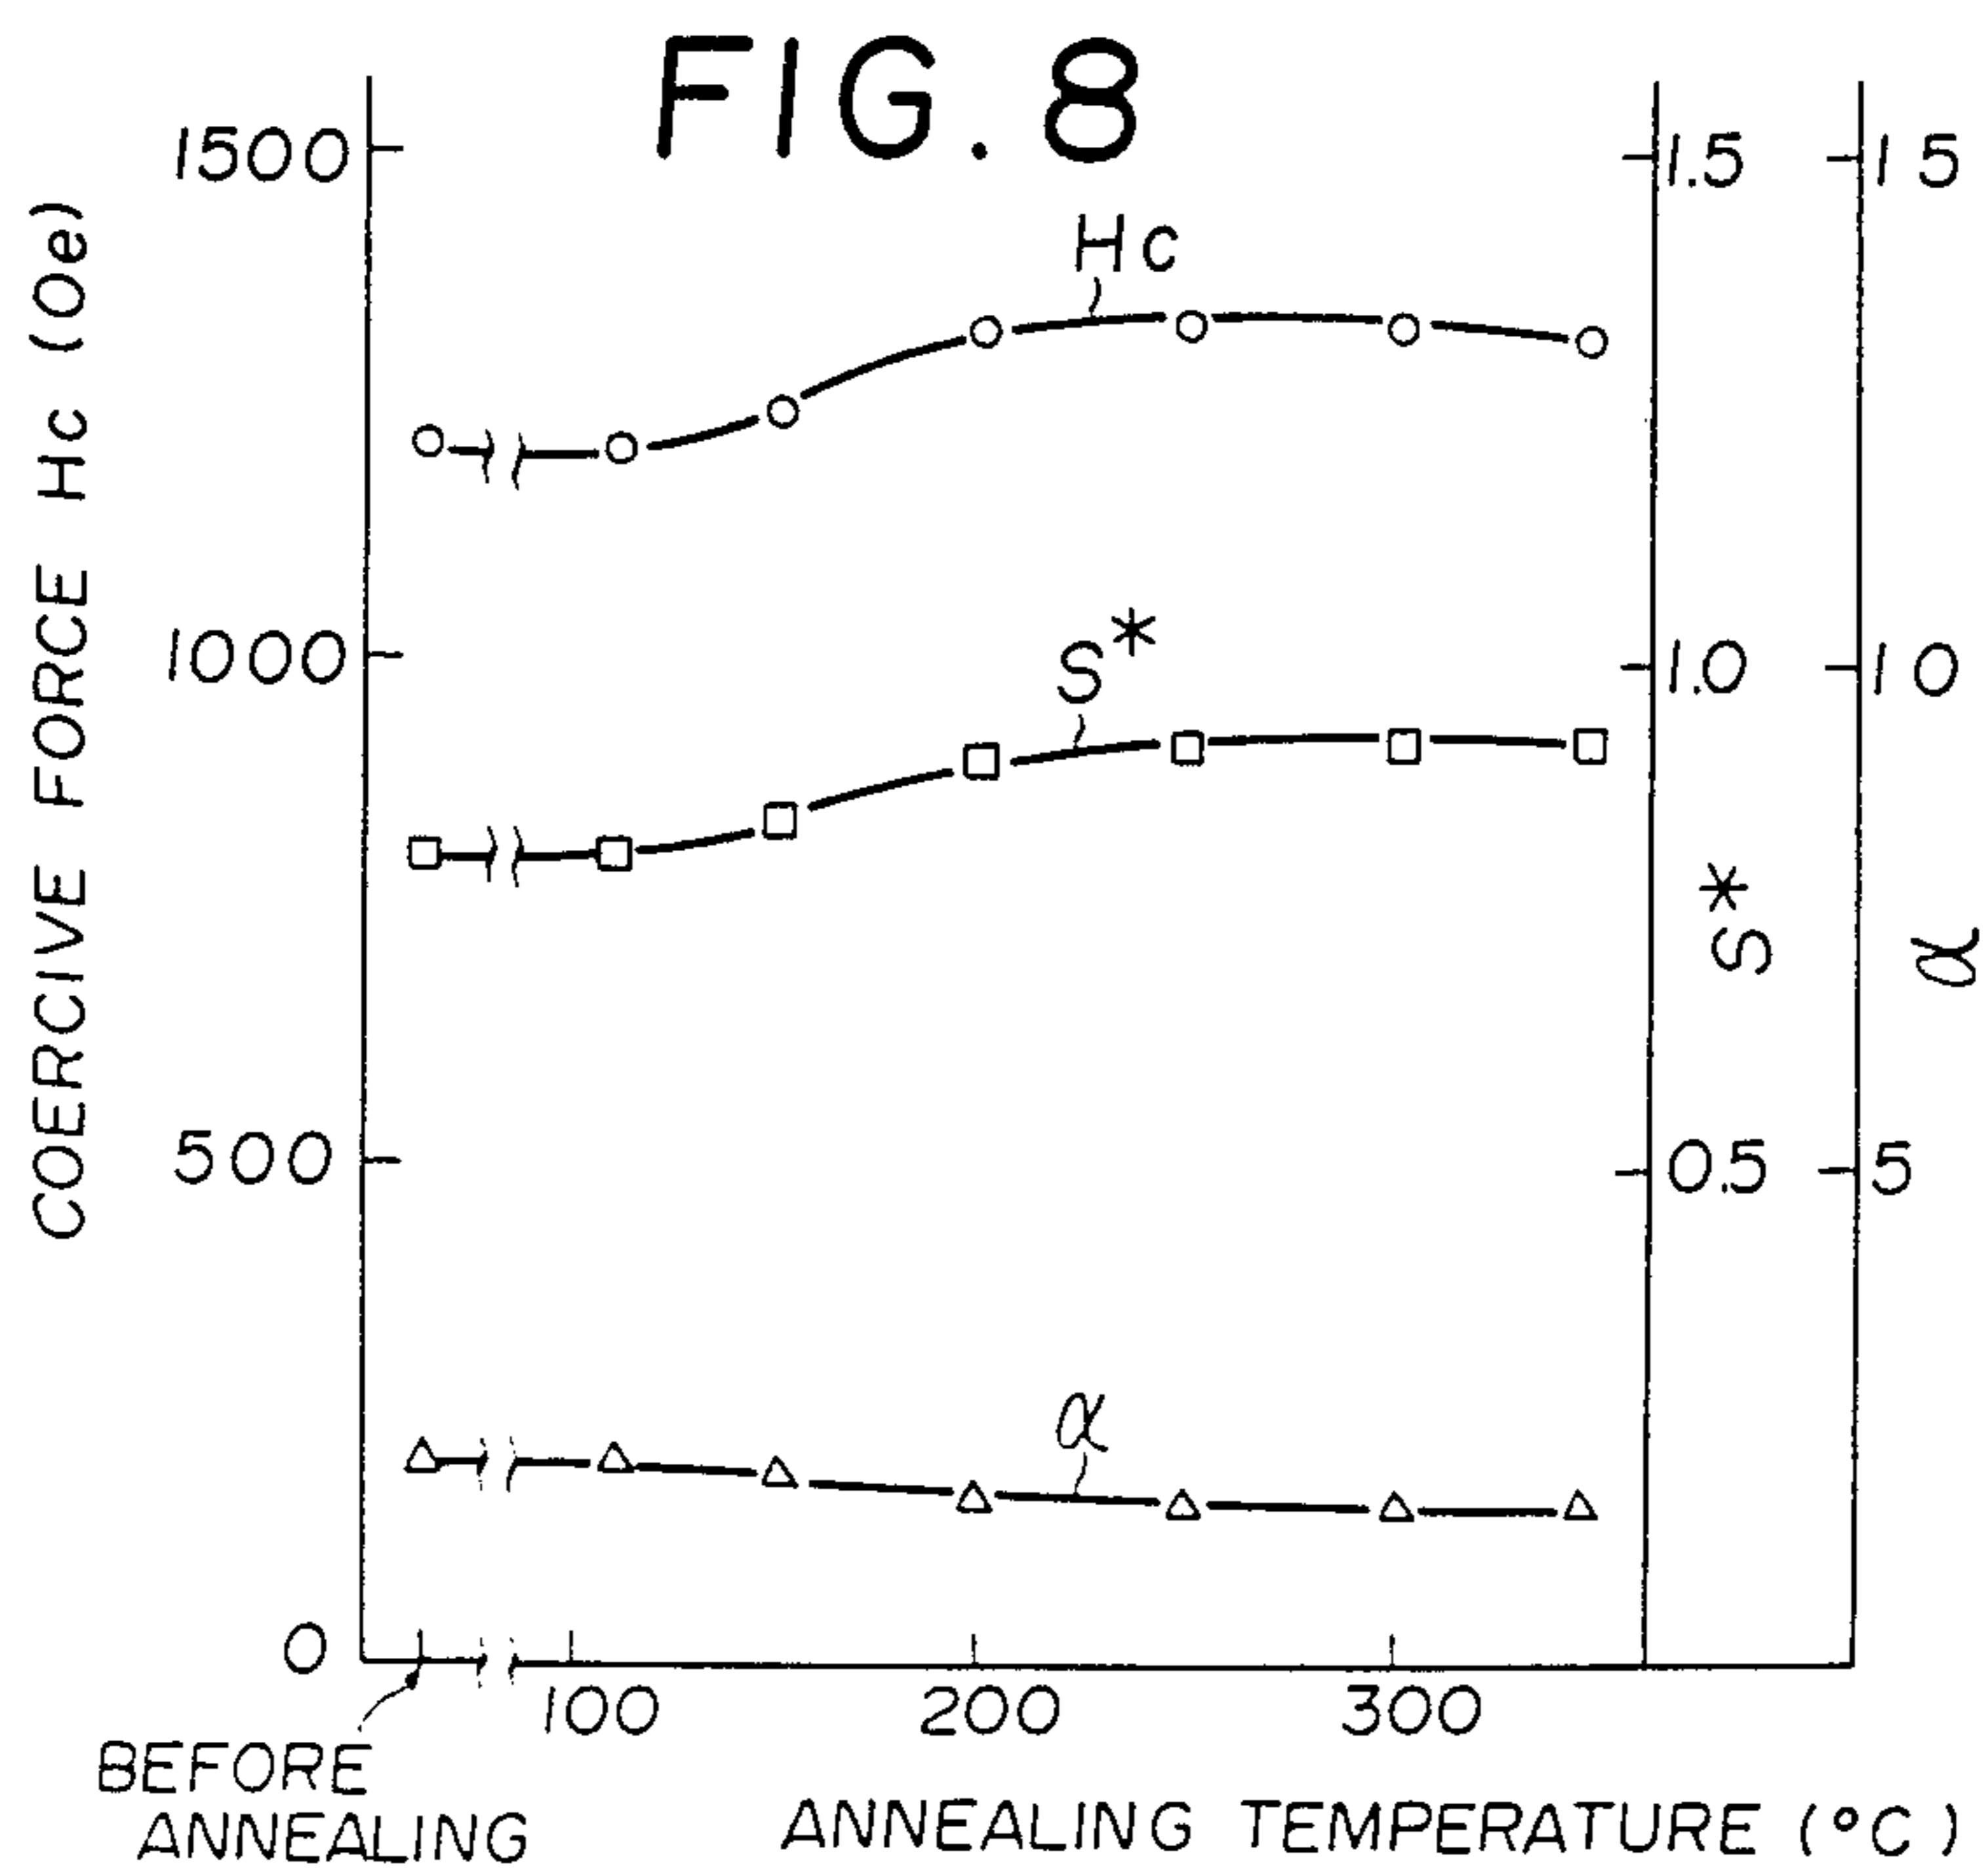 FIG. 8
COERCIVE FORCE Hc (Oe)
1500
1000
500
0
Hc
S*
α
1.5
1.0
0.5
S*
15
10
5
α
100
200
300
BEFORE
ANNEALING
ANNEALING TEMPERATURE (°C)